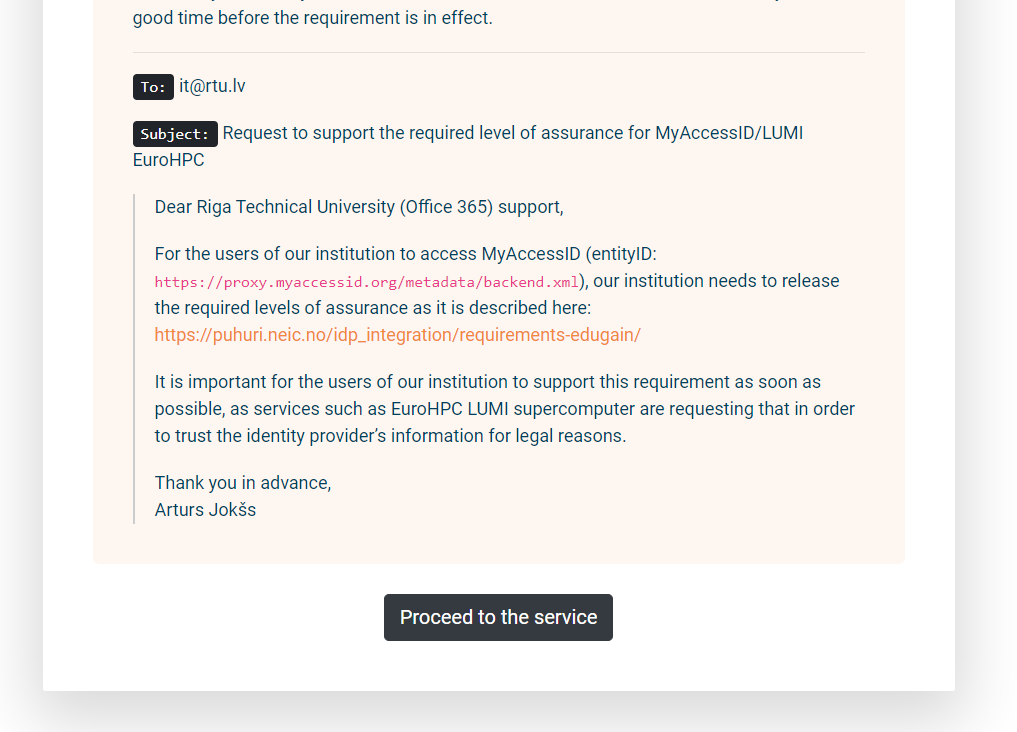 good time before the requirement is in effect.
To: it@rtu.lv
Subject: Request to support the required level of assurance for MyAccessID/LUMI
EuroHPC
Dear Riga Technical University (Office 365) support,
For the users of our institution to access MyAccessID (entityID:
https://proxy.myaccessid.org/metadata/backend.xml), our institution needs to release
the required levels of assurance as it is described here:
https://puhuri.neic.no/idp_integration/requirements-edugain/
It is important for the users of our institution to support this requirement as soon as
possible, as services such as EuroHPC LUMI supercomputer are requesting that in order
to trust the identity provider’s information for legal reasons.
Thank you in advance,
Arturs Jokšs
Proceed to the service